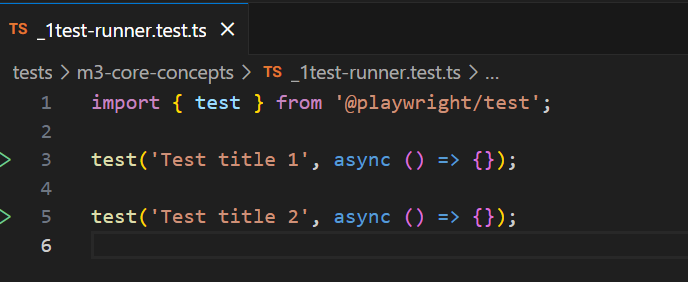 TS _1test-runner.test.ts ×
tests > m3-core-concepts > TS _1test-runner.test.ts > ...
1 import { test } from '@playwright/test';
2
3 test('Test title 1', async () => {});
4
5 test('Test title 2', async () => {});
6